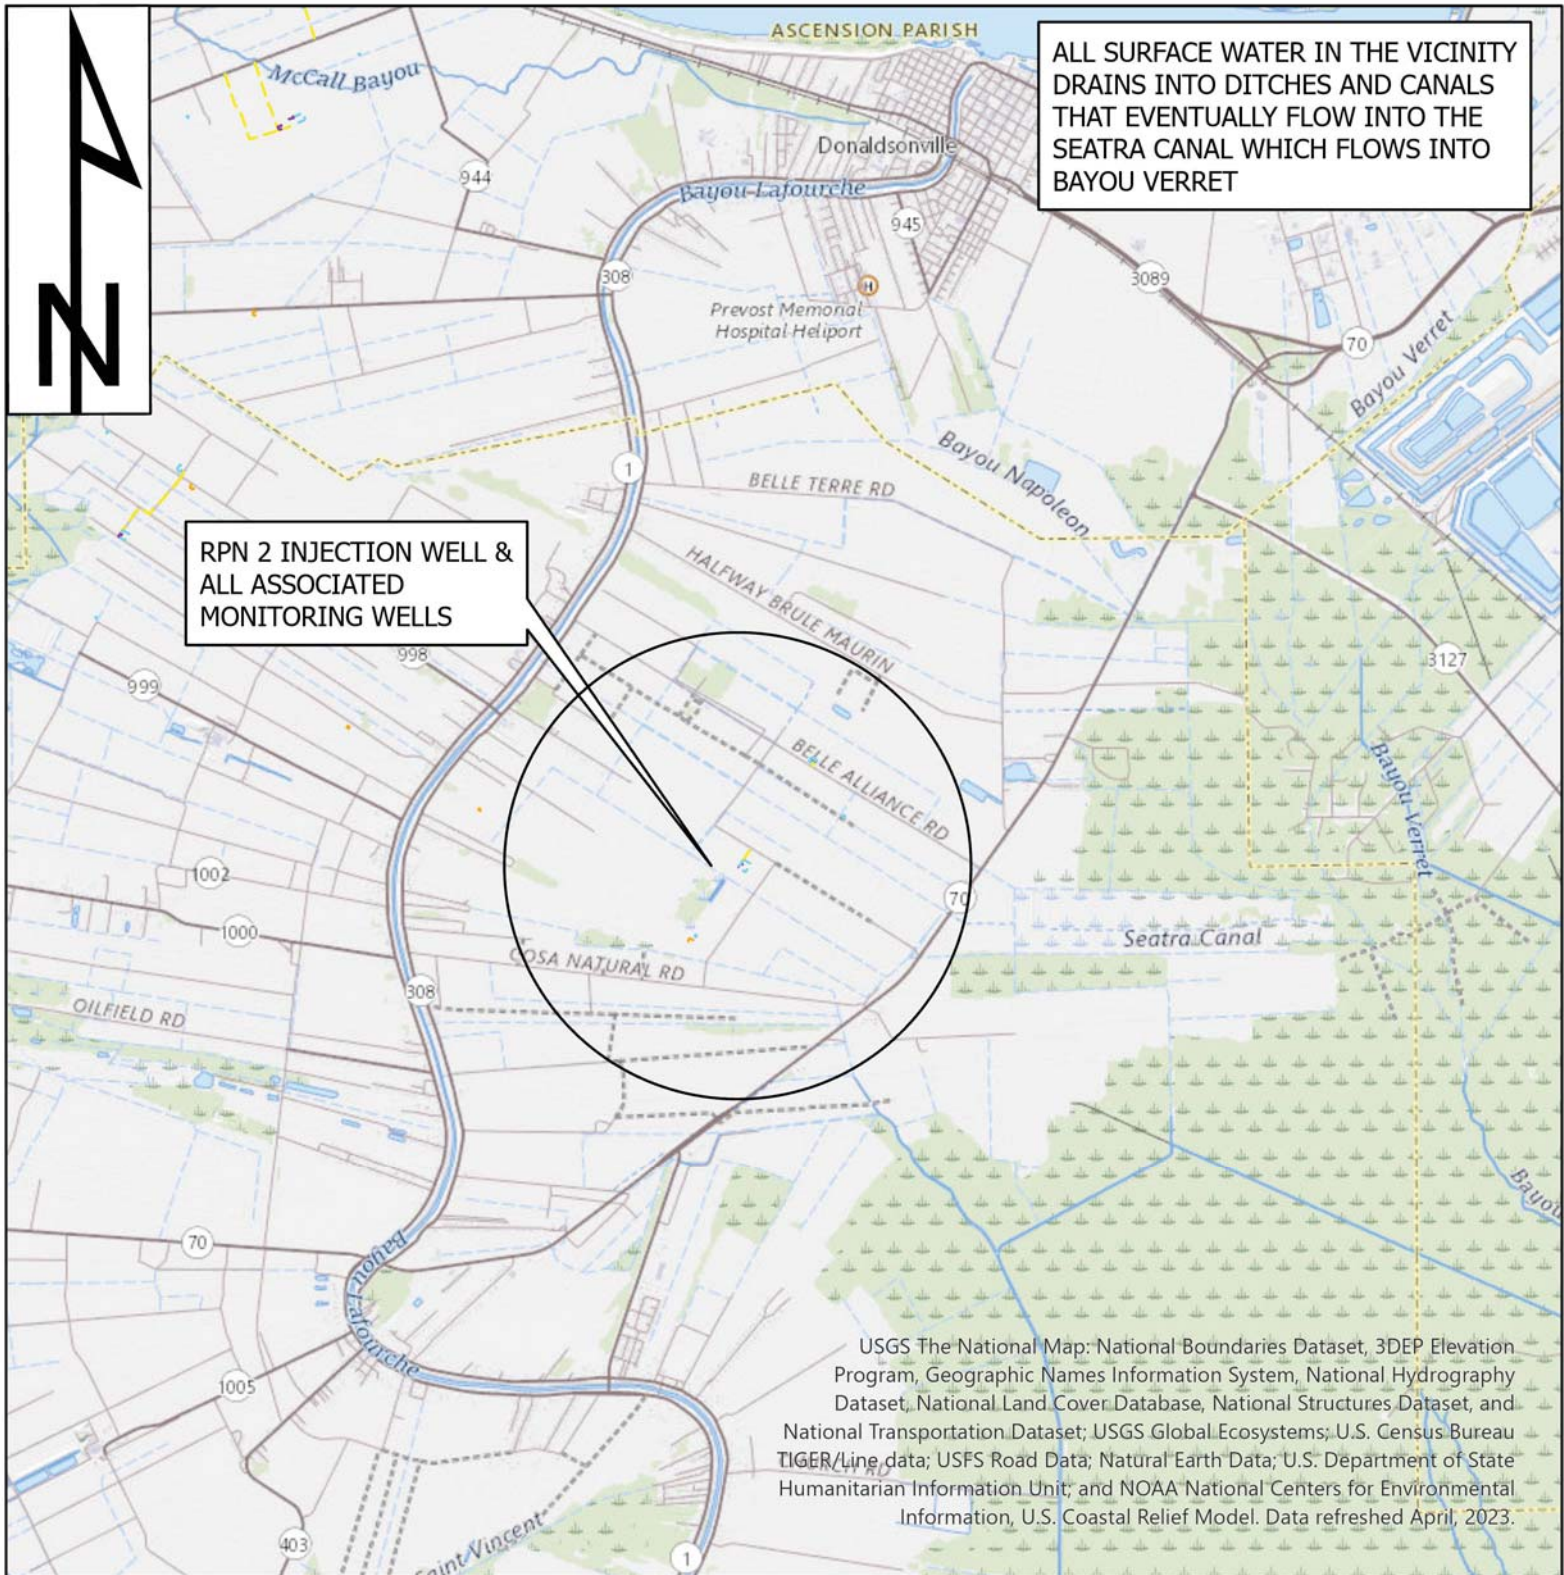 ASCENSION PARISH
ALL SURFACE WATER IN THE VICINITY
DRAINS INTO DITCHES AND CANALS
THAT EVENTUALLY FLOW INTO THE
SEATRA CANAL WHICH FLOWS INTO
BAYOU VERRET
N
McCall Bayou
Donaldsonville
944
Bayou Lafourche
945
308
3089
H
Prevost Memorial
Hospital Heliport
70
Bayou Verret
1
Bayou Napoleon
BELLE TERRE RD
RPN 2 INJECTION WELL &
ALL ASSOCIATED
MONITORING WELLS
HALFWAY BRULE MAURIN
998
999
3127
BELLE ALLIANCE RD
Bayou Verret
1002
70
1000
Seatra Canal
COSA NATURAL RD
308
OILFIELD RD
Bayou
70
Bayou Lafourche
1005
USGS The National Map: National Boundaries Dataset, 3DEP Elevation
Program, Geographic Names Information System, National Hydrography
Dataset, National Land Cover Database, National Structures Dataset, and
National Transportation Dataset; USGS Global Ecosystems; U.S. Census Bureau
TIGER/Line data; USFS Road Data; Natural Earth Data; U.S. Department of State
Humanitarian Information Unit; and NOAA National Centers for Environmental
Information, U.S. Coastal Relief Model. Data refreshed April, 2023.
RD
403
Saint Vincent
1